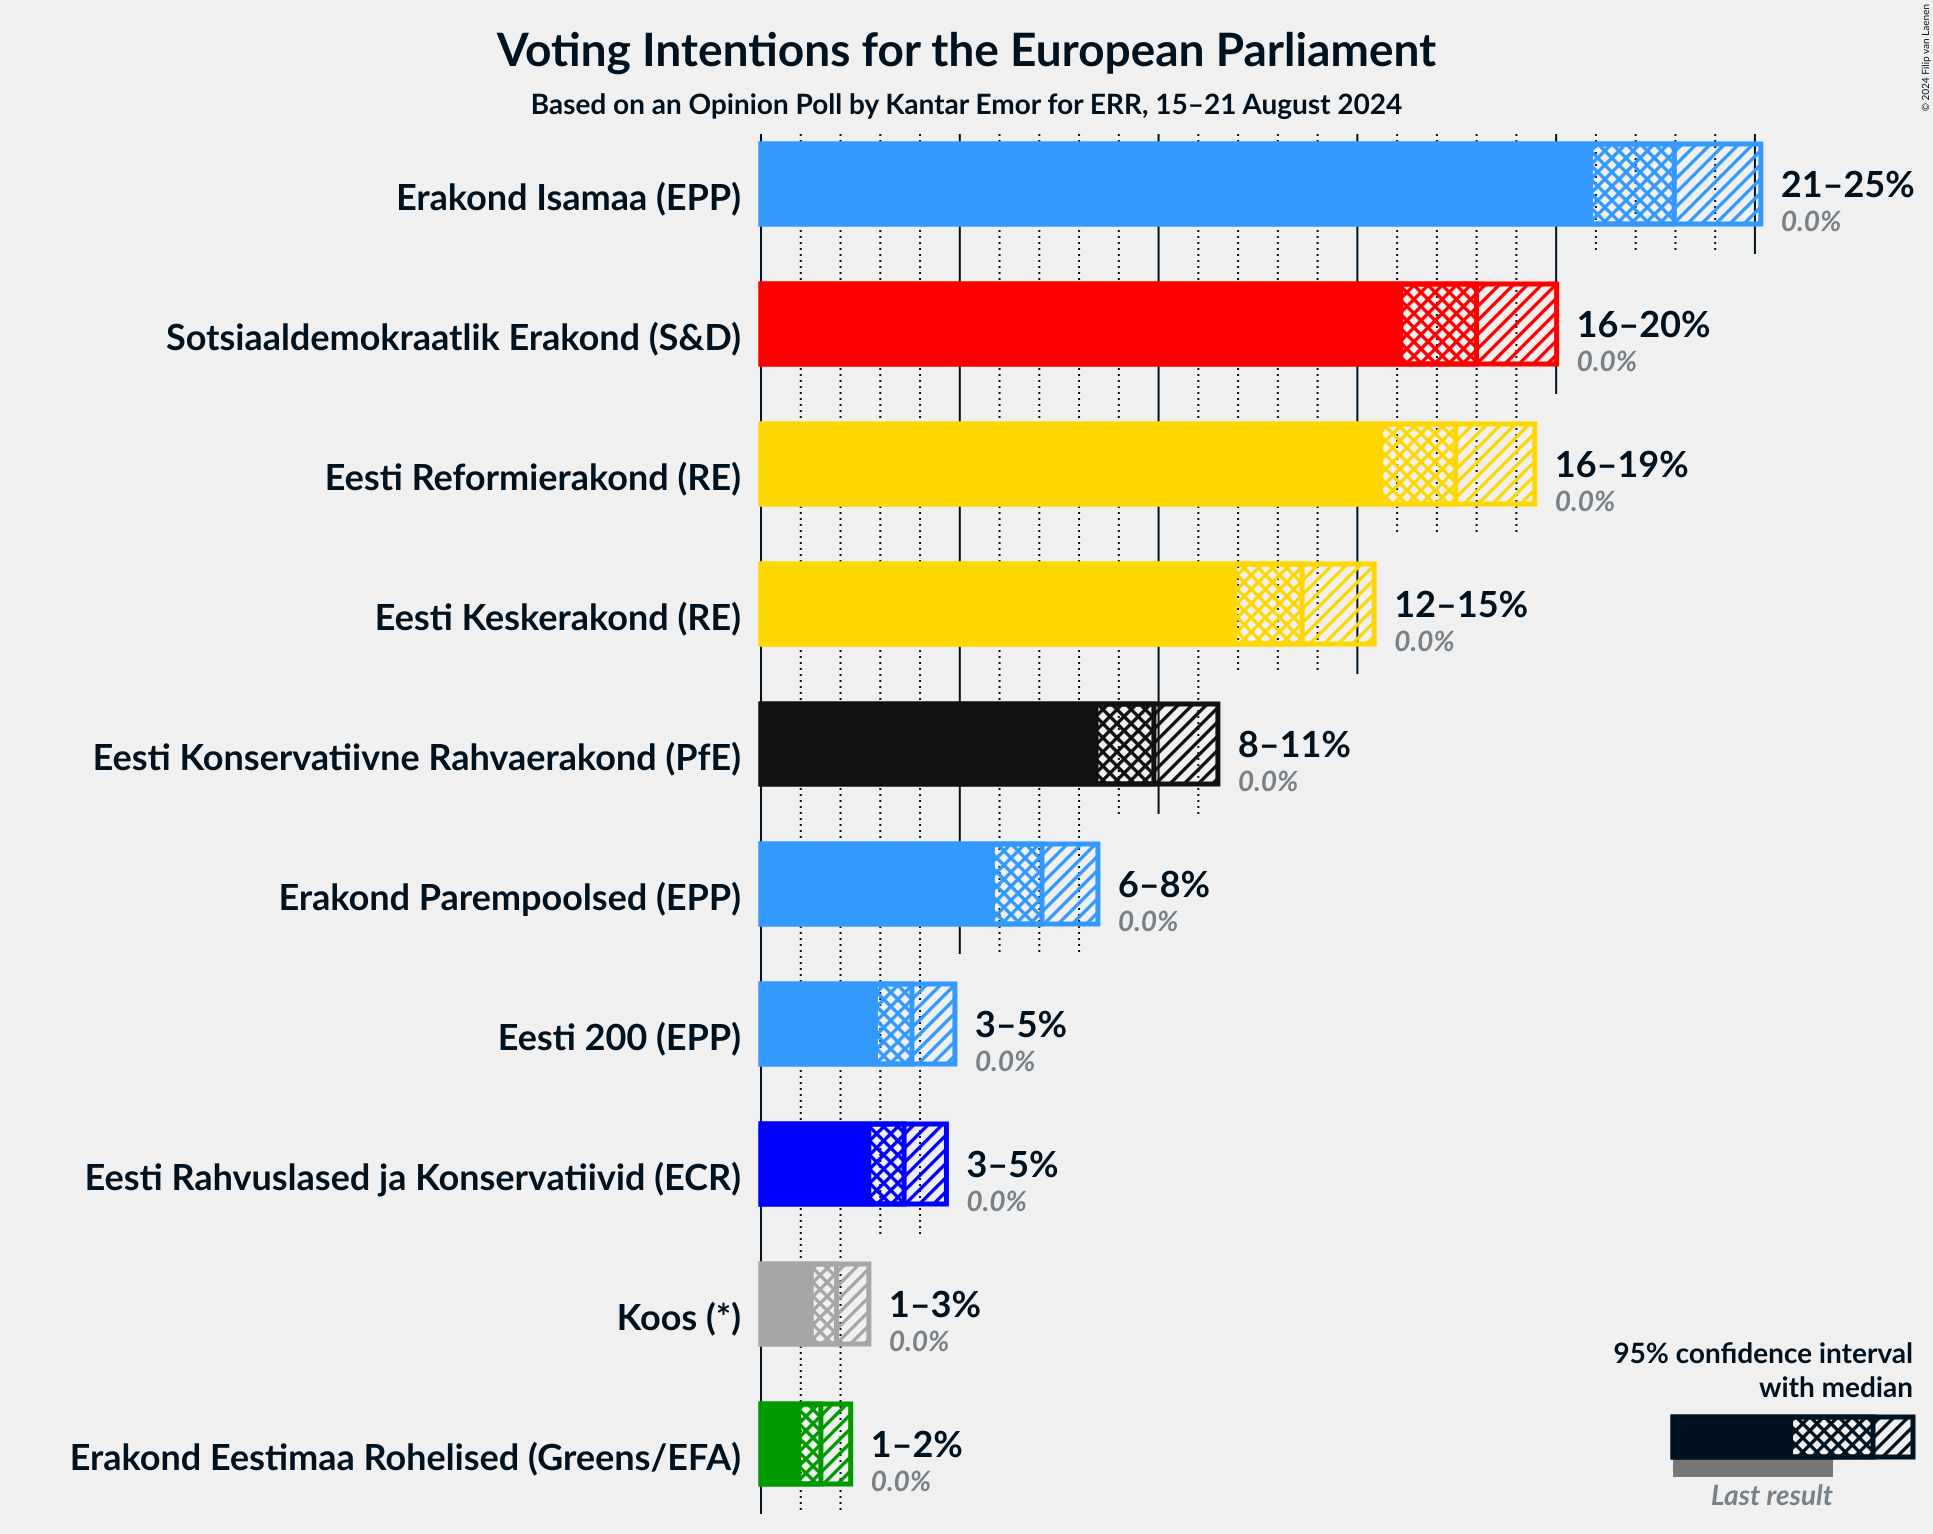 Voting Intentions for the European Parliament
Based on an Opinion Poll by Kantar Emor for ERR, 15–21 August 2024
© 2024 Filip van Laenen
Erakond Isamaa (EPP)
21–25%
0.0%
Sotsiaaldemokraatlik Erakond (S&D)
16–20%
0.0%
Eesti Reformierakond (RE)
16–19%
0.0%
Eesti Keskerakond (RE)
12–15%
0.0%
Eesti Konservatiivne Rahvaerakond (PfE)
8–11%
0.0%
Erakond Parempoolsed (EPP)
6–8%
0.0%
Eesti 200 (EPP)
3–5%
0.0%
Eesti Rahvuslased ja Konservatiivid (ECR)
3–5%
0.0%
Koos (*)
1–3%
0.0%
Erakond Eestimaa Rohelised (Greens/EFA)
1–2%
0.0%
95% confidence interval
with median
Last result